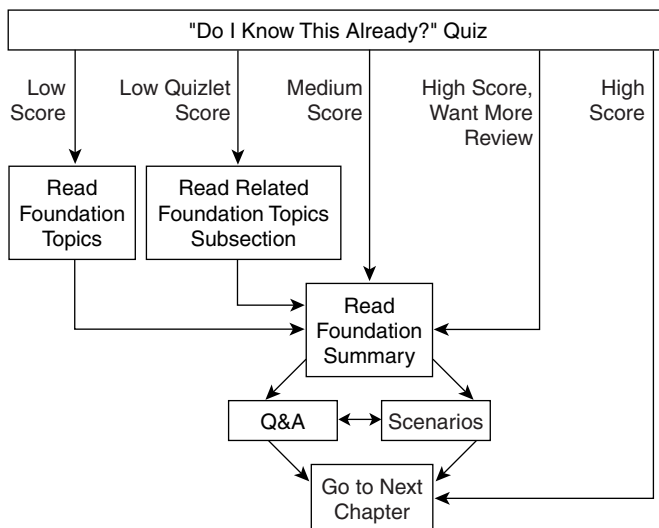 "Do I Know This Already?" Quiz
Low
Score
Low Quizlet
Score
Medium
Score
High Score,
Want More
Review
High
Score
Read
Foundation
Topics
Read Related
Foundation Topics
Subsection
Read
Foundation
Summary
Q&A
Scenarios
Go to Next
Chapter